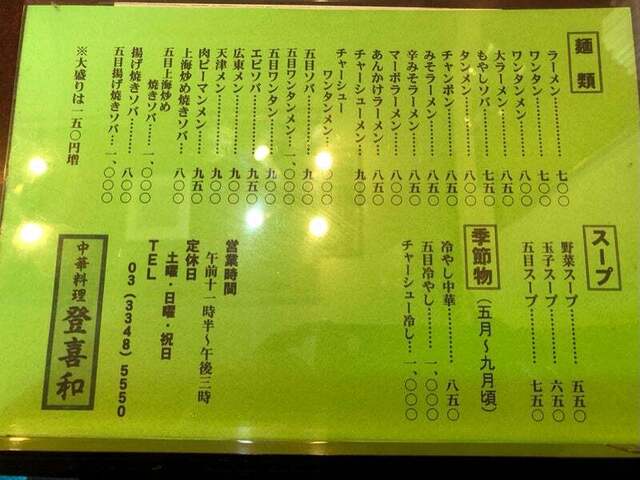 麺類
ラーメン………七〇〇
ワンタン………七〇〇
ワンタンメン……八〇〇
大ラーメン………八五〇
もやしソバ………七五〇
タンメン…………八〇〇
チャンポン………八五〇
みそラーメン……八五〇
辛みそラーメン…八五〇
マーボラーメン…八〇〇
あんかけラーメン…八五〇
チャーシューメン…九〇〇
チャーシュー
ワンタンメン…一、〇〇〇
五目ソバ…………八五〇
五目ワンタンメン…一、〇〇〇
五目ワンタン……九〇〇
エビソバ…………九五〇
広東メン…………九〇〇
天津メン…………九〇〇
肉ピーマンメン…九五〇
上海炒め焼きソバ…八〇〇
五目上海炒め
焼きソバ…一、〇〇〇
揚げ焼きソバ……八〇〇
五目揚げ焼きソバ…一、〇〇〇
※大盛りは一五〇円増
スープ
野菜スープ………五五〇
玉子スープ………六五〇
五目スープ………七五〇
季節物(五月〜九月頃)
冷やし中華………八五〇
五目冷やし……一、〇〇〇
チャーシュー冷し…一、〇〇〇
営業時間
午前十一時半〜午後三時
定休日
土曜・日曜・祝日
TEL
03(3348)5550
中華料理 登喜和